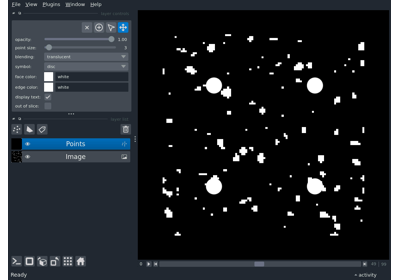 File View Plugins Window Help
opacity: 1.00
point size:
blending: translucent
symbol: disc
face color: white
edge color: white
display text:
out of slice:
Points
Image
Ready
activity